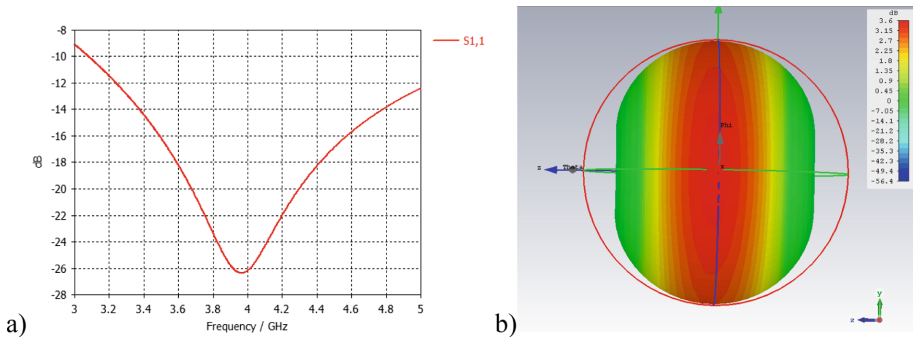 -8
-10
-12
-14
-16
-18
-20
-22
-24
-26
-28
dB
3 3.2 3.4 3.6 3.8 4 4.2 4.4 4.6 4.8 5
Frequency / GHz
S1,1
a)
dB
3.6
3.15
2.7
2.25
1.8
1.35
0.9
0.45
0
-7.05
-14.1
-21.2
-28.2
-35.3
-42.3
-49.4
-56.4
Phi
z Theta x
y
z
b)